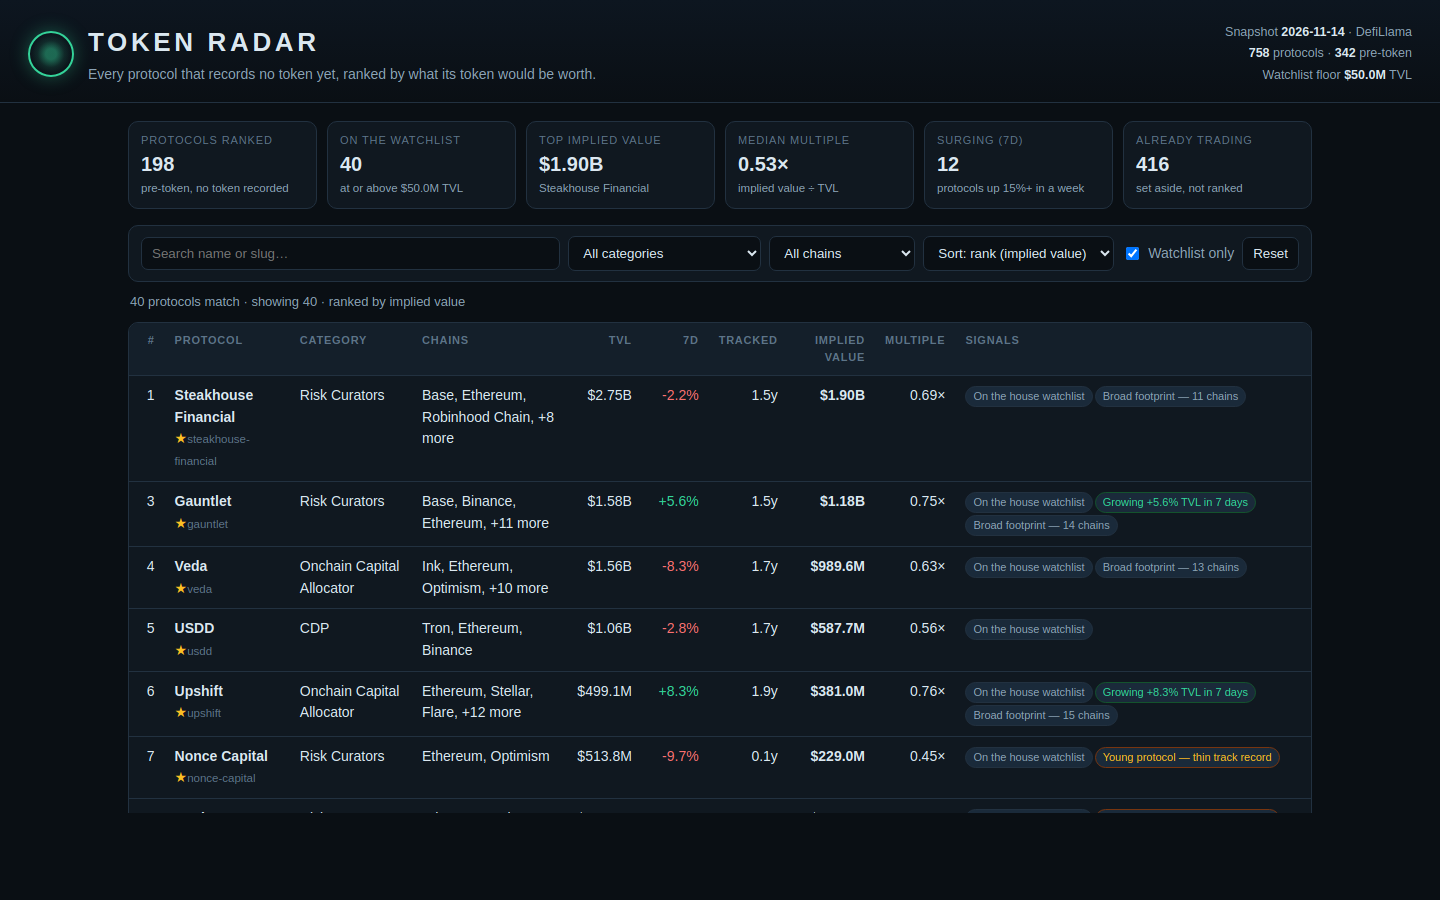 TOKEN RADAR
Every protocol that records no token yet, ranked by what its token would be worth.
Snapshot 2026-11-14 · DefiLlama
758 protocols · 342 pre-token
Watchlist floor $50.0M TVL
PROTOCOLS RANKED
198
pre-token, no token recorded
ON THE WATCHLIST
40
at or above $50.0M TVL
TOP IMPLIED VALUE
$1.90B
Steakhouse Financial
MEDIAN MULTIPLE
0.53×
implied value ÷ TVL
SURGING (7D)
12
protocols up 15%+ in a week
ALREADY TRADING
416
set aside, not ranked
Search name or slug…
All categories
All chains
Sort: rank (implied value)
Watchlist only
Reset
40 protocols match · showing 40 · ranked by implied value
# PROTOCOL CATEGORY CHAINS TVL 7D TRACKED IMPLIED VALUE MULTIPLE SIGNALS
1 Steakhouse Financial Risk Curators Base, Ethereum, Robinhood Chain, +8 more $2.75B -2.2% 1.5y $1.90B 0.69× On the house watchlist Broad footprint — 11 chains
★steakhouse-financial
3 Gauntlet Risk Curators Base, Binance, Ethereum, +11 more $1.58B +5.6% 1.5y $1.18B 0.75× On the house watchlist Growing +5.6% TVL in 7 days
★gauntlet Broad footprint — 14 chains
4 Veda Onchain Capital Allocator Ink, Ethereum, Optimism, +10 more $1.56B -8.3% 1.7y $989.6M 0.63× On the house watchlist Broad footprint — 13 chains
★veda
5 USDD CDP Tron, Ethereum, Binance $1.06B -2.8% 1.7y $587.7M 0.56× On the house watchlist
★usdd
6 Upshift Onchain Capital Allocator Ethereum, Stellar, Flare, +12 more $499.1M +8.3% 1.9y $381.0M 0.76× On the house watchlist Growing +8.3% TVL in 7 days
★upshift Broad footprint — 15 chains
7 Nonce Capital Risk Curators Ethereum, Optimism $513.8M -9.7% 0.1y $229.0M 0.45× On the house watchlist Young protocol — thin track record
★nonce-capital